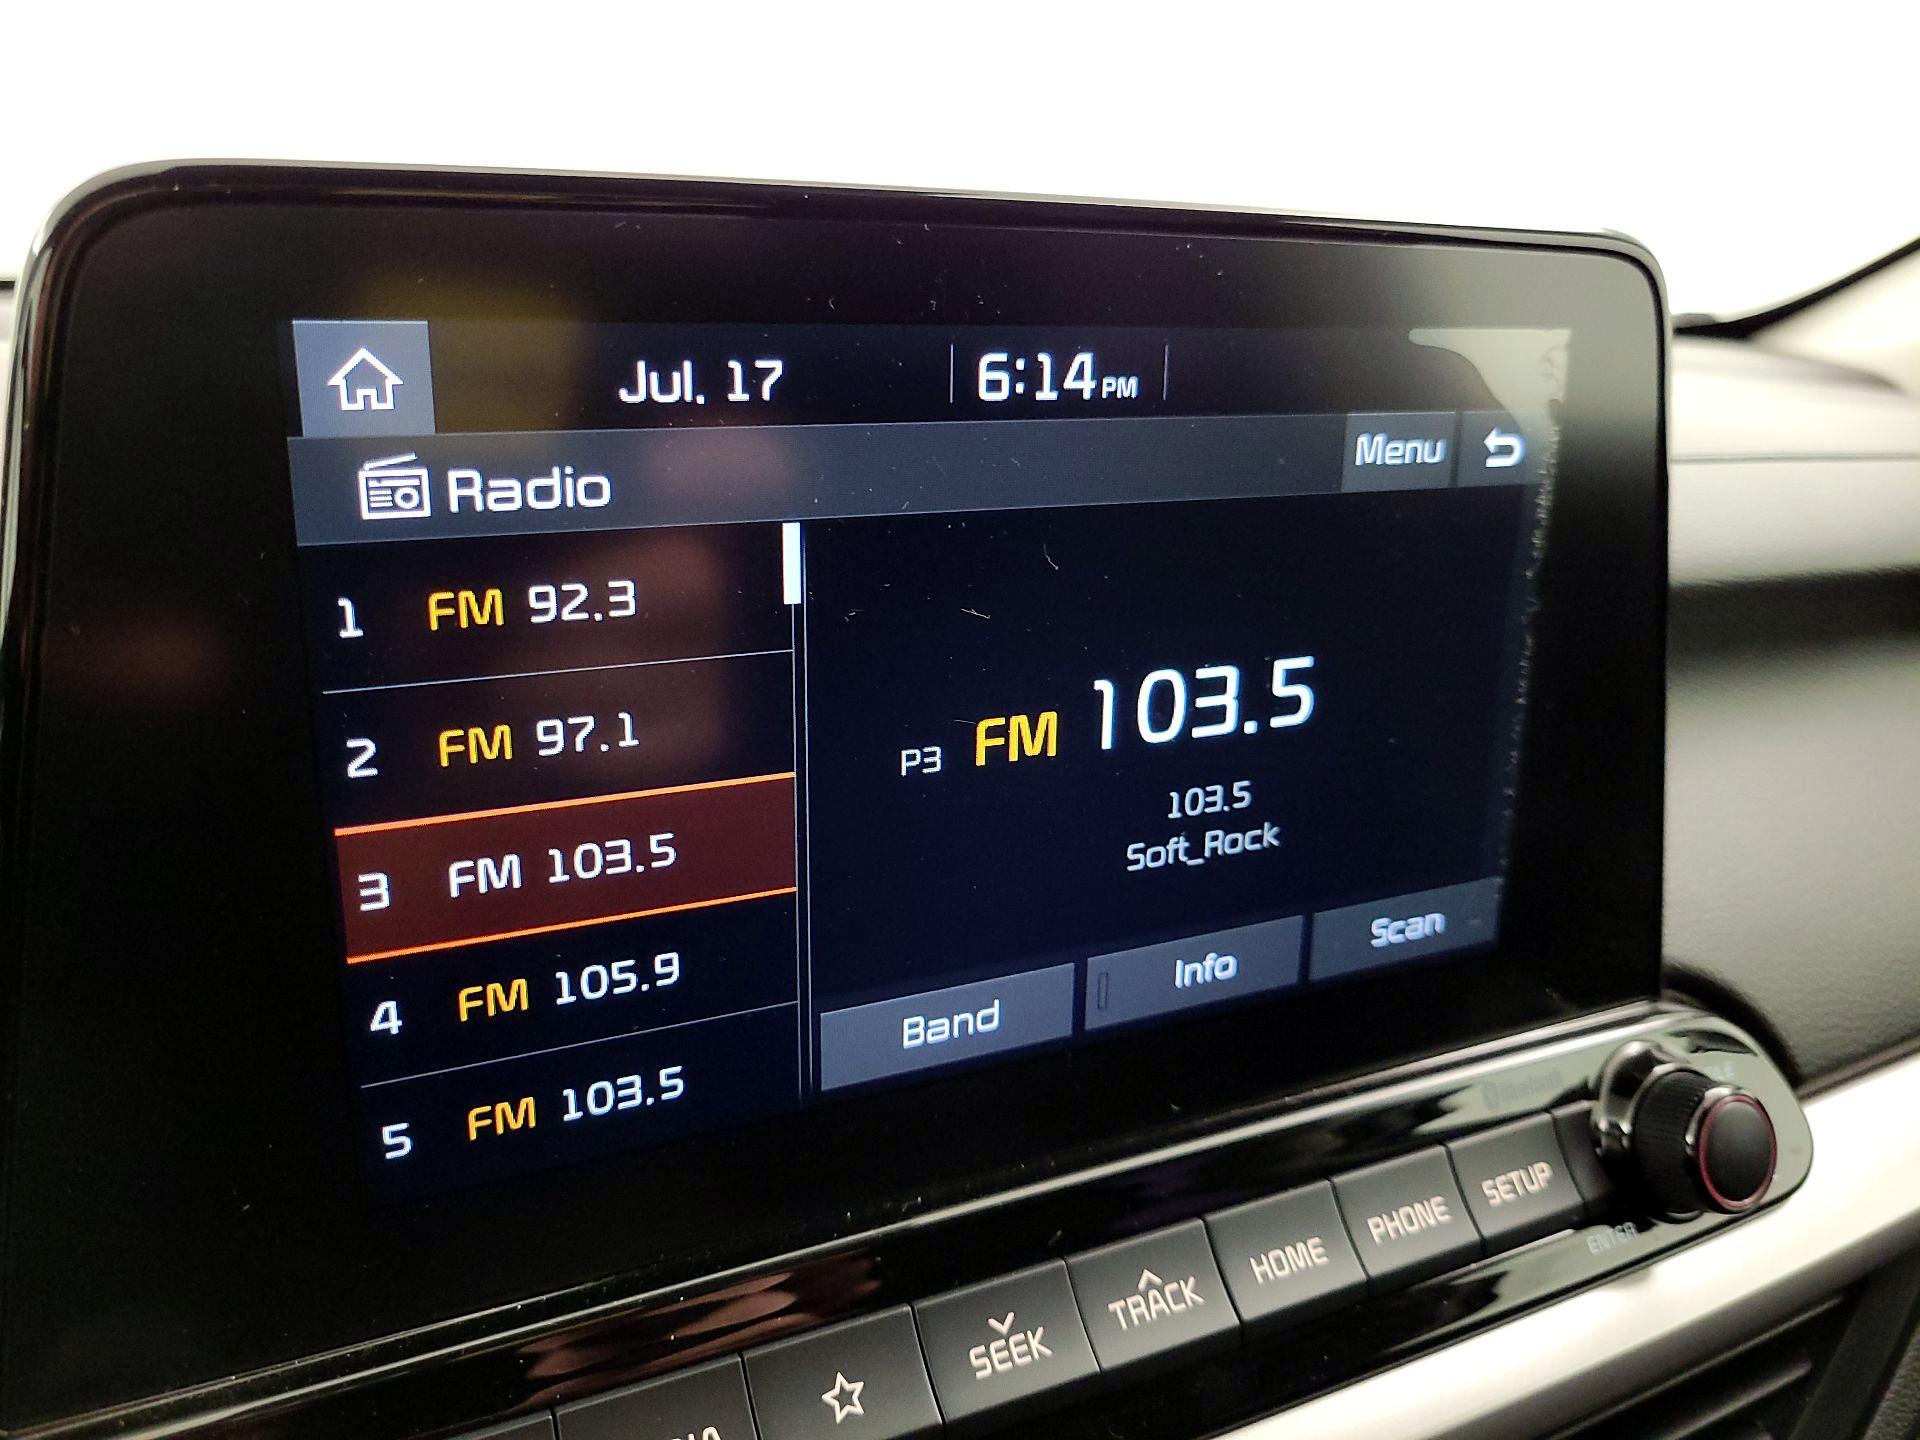 Jul. 17 6:14 PM
Radio Menu
1 FM 92.3
2 FM 97.1
3 FM 103.5
4 FM 105.9
5 FM 103.5
P3 FM 103.5
103.5
Soft_Rock
Band Info Scan
SEEK TRACK HOME PHONE SETUP
ENTER